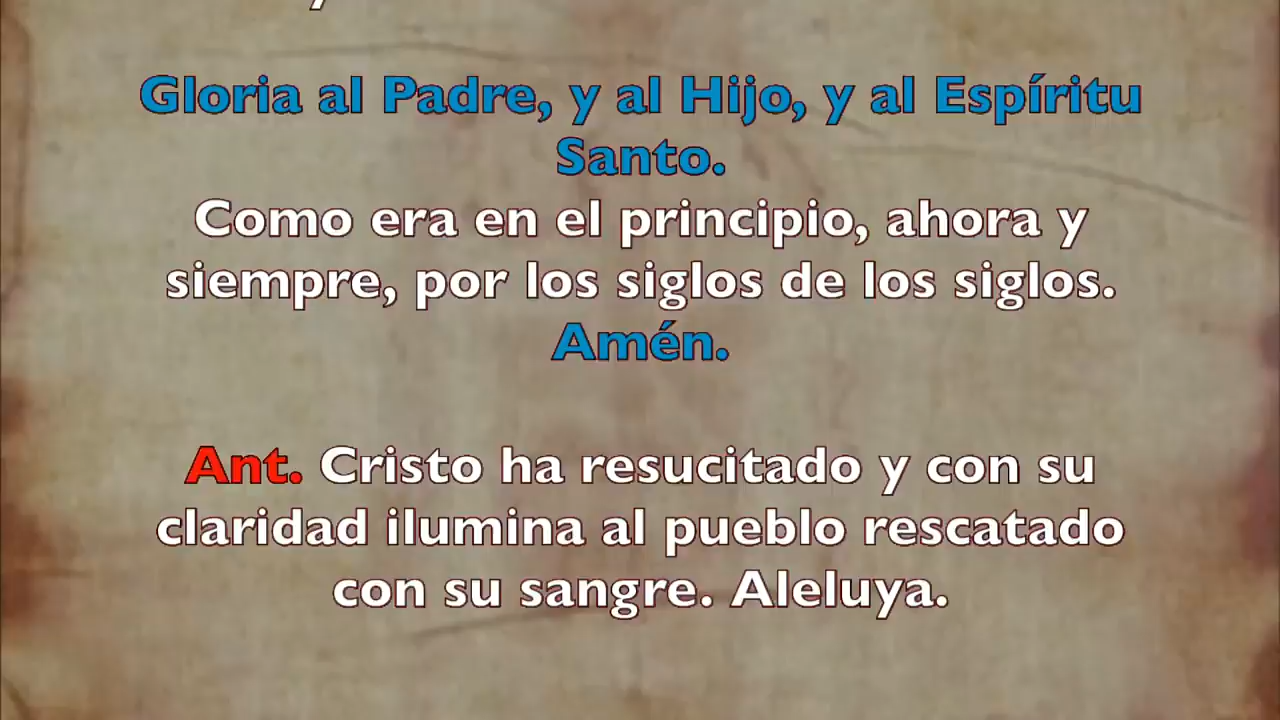 Gloria al Padre, y al Hijo, y al Espíritu
Santo.
Como era en el principio, ahora y
siempre, por los siglos de los siglos.
Amén.
Ant. Cristo ha resucitado y con su
claridad ilumina al pueblo rescatado
con su sangre. Aleluya.